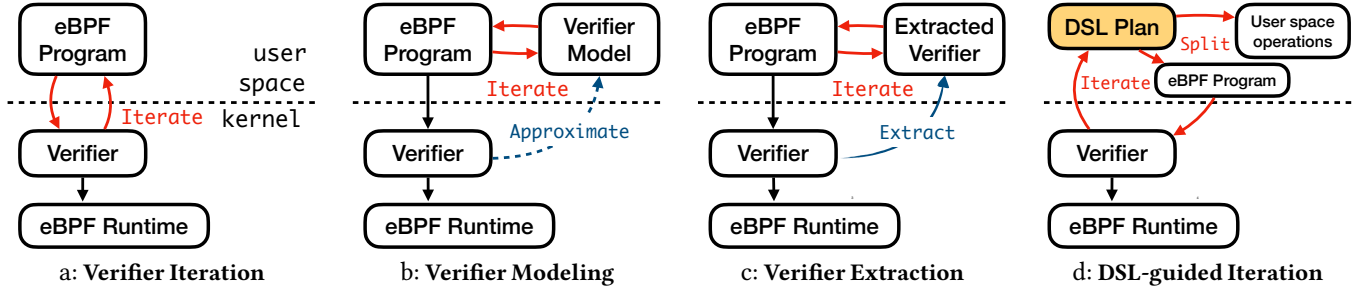 eBPF
Program
user
space
kernel
Iterate
Verifier
eBPF Runtime
a: Verifier Iteration
eBPF
Program
Verifier
Model
Iterate
Approximate
Verifier
eBPF Runtime
b: Verifier Modeling
eBPF
Program
Extracted
Verifier
Iterate
Extract
Verifier
eBPF Runtime
c: Verifier Extraction
DSL Plan
User space
operations
Split
Iterate
eBPF Program
Verifier
eBPF Runtime
d: DSL-guided Iteration